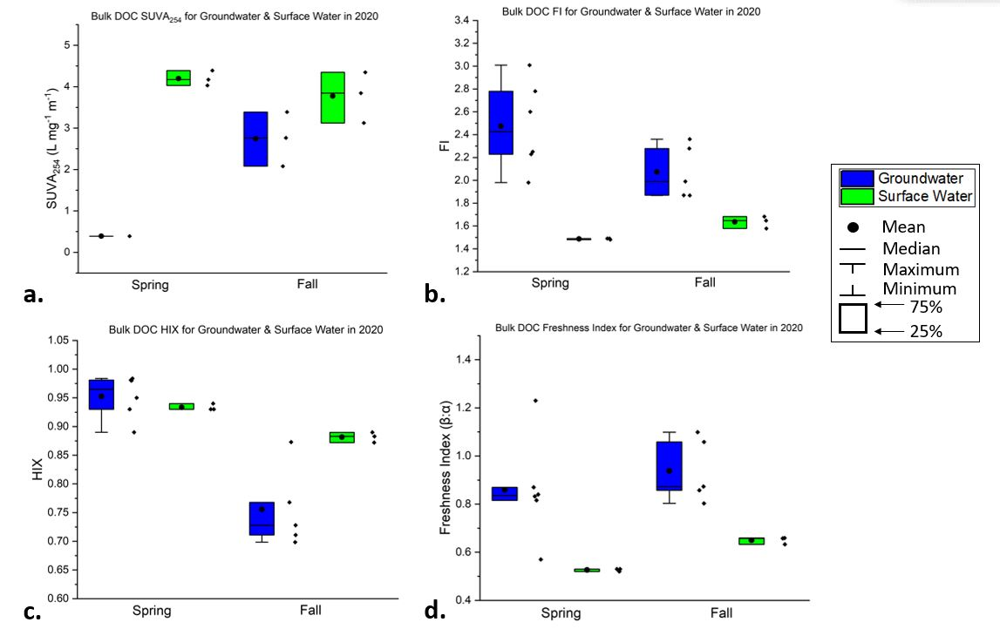 Bulk DOC SUVA254 for Groundwater & Surface Water in 2020
5
4
3
2
1
0
SUVA254 (L mg-1 m-1)
Spring
Fall
a.
Bulk DOC FI for Groundwater & Surface Water in 2020
3.4
3.2
3.0
2.8
2.6
2.4
2.2
2.0
1.8
1.6
1.4
1.2
FI
Spring
Fall
b.
Groundwater
Surface Water
Mean
Median
Maximum
Minimum
75%
25%
Bulk DOC HIX for Groundwater & Surface Water in 2020
1.05
1.00
0.95
0.90
0.85
0.80
0.75
0.70
0.65
0.60
HIX
Spring
Fall
c.
Bulk DOC Freshness Index for Groundwater & Surface Water in 2020
1.4
1.2
1.0
0.8
0.6
0.4
Freshness Index (β:α)
Spring
Fall
d.